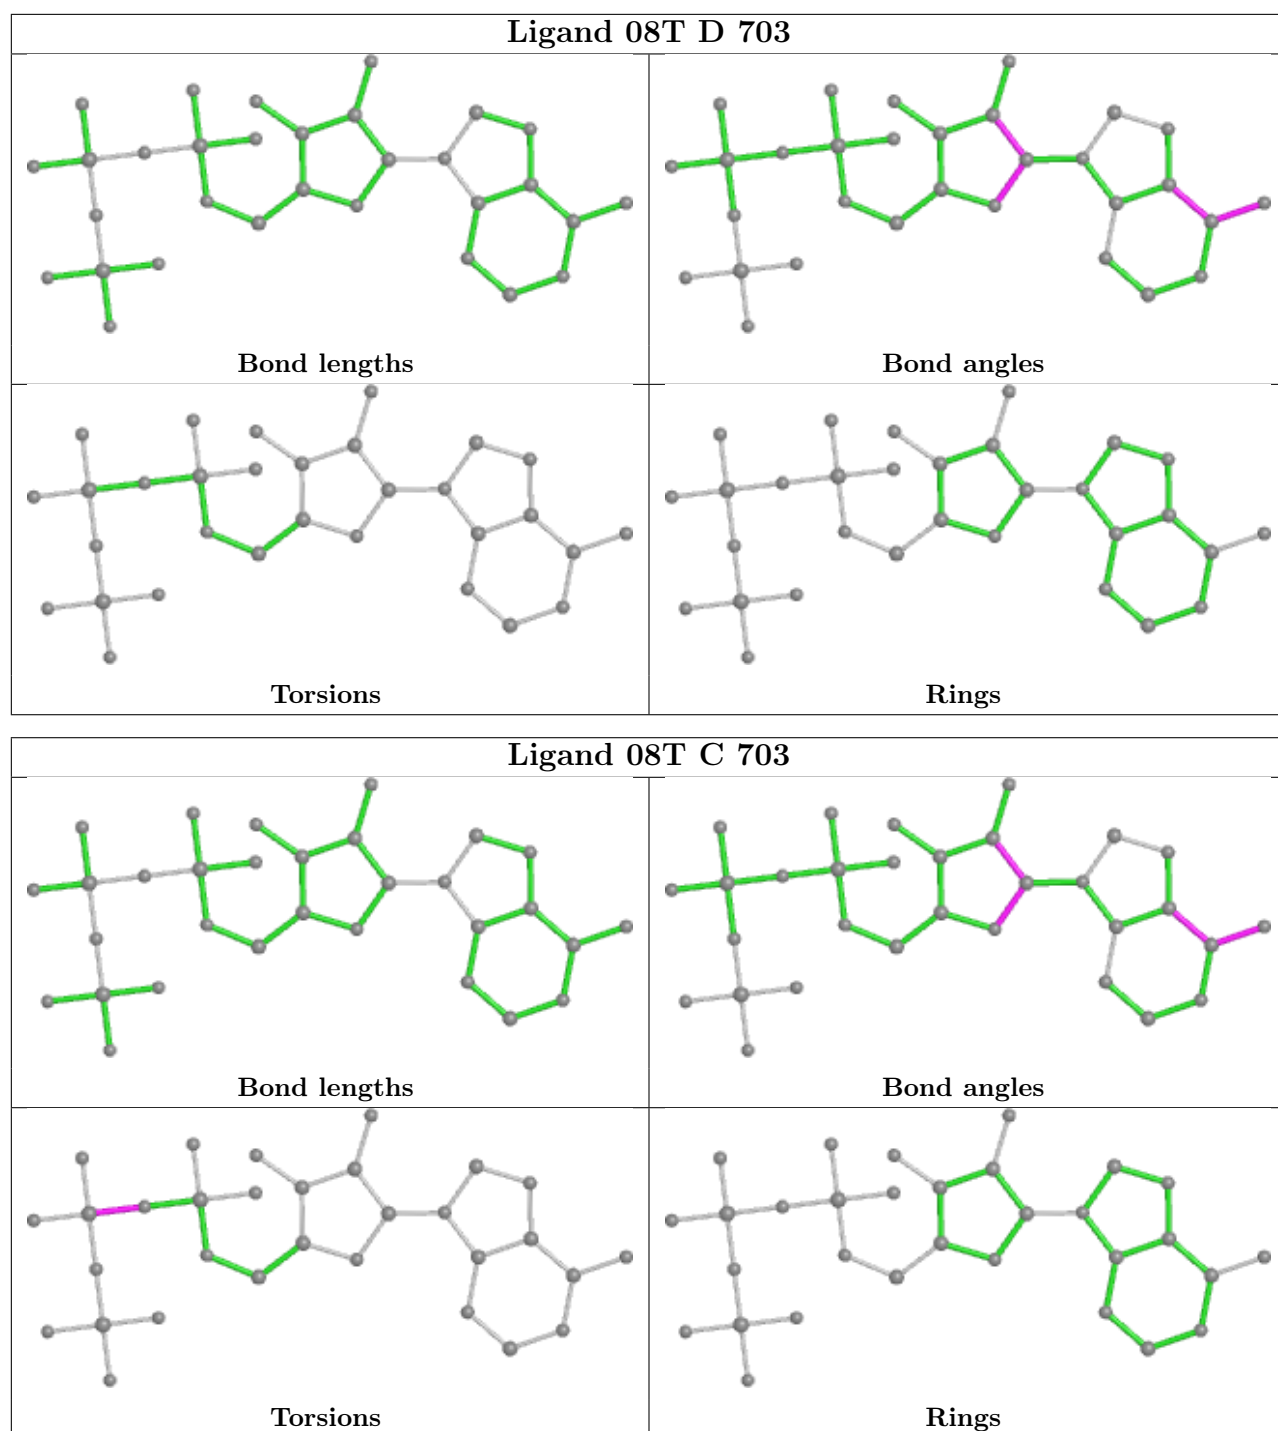 Ligand 08T D 703
Bond lengths
Bond angles
Torsions
Rings
Ligand 08T C 703
Bond lengths
Bond angles
Torsions
Rings